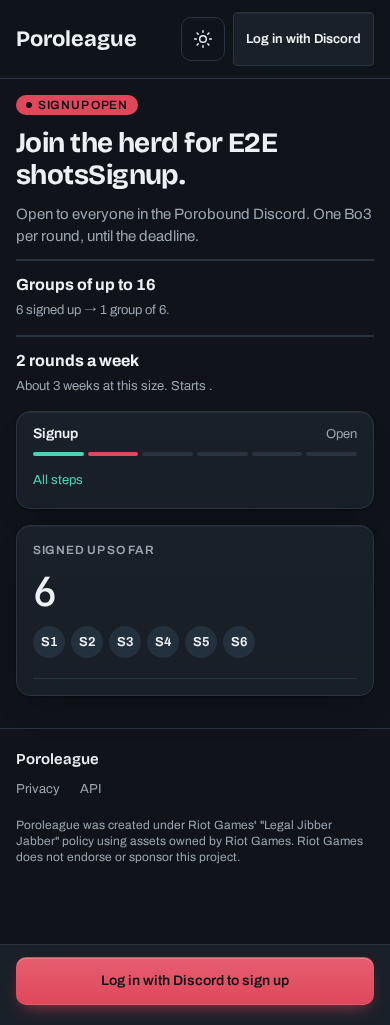 Poroleague
Log in with Discord
SIGNUP OPEN
Join the herd for E2E
shotsSignup.
Open to everyone in the Porobound Discord. One Bo3
per round, until the deadline.
Groups of up to 16
6 signed up → 1 group of 6.
2 rounds a week
About 3 weeks at this size. Starts .
Signup
Open
All steps
SIGNED UP SO FAR
6
S1 S2 S3 S4 S5 S6
Poroleague
Privacy API
Poroleague was created under Riot Games' "Legal Jibber
Jabber" policy using assets owned by Riot Games. Riot Games
does not endorse or sponsor this project.
Log in with Discord to sign up